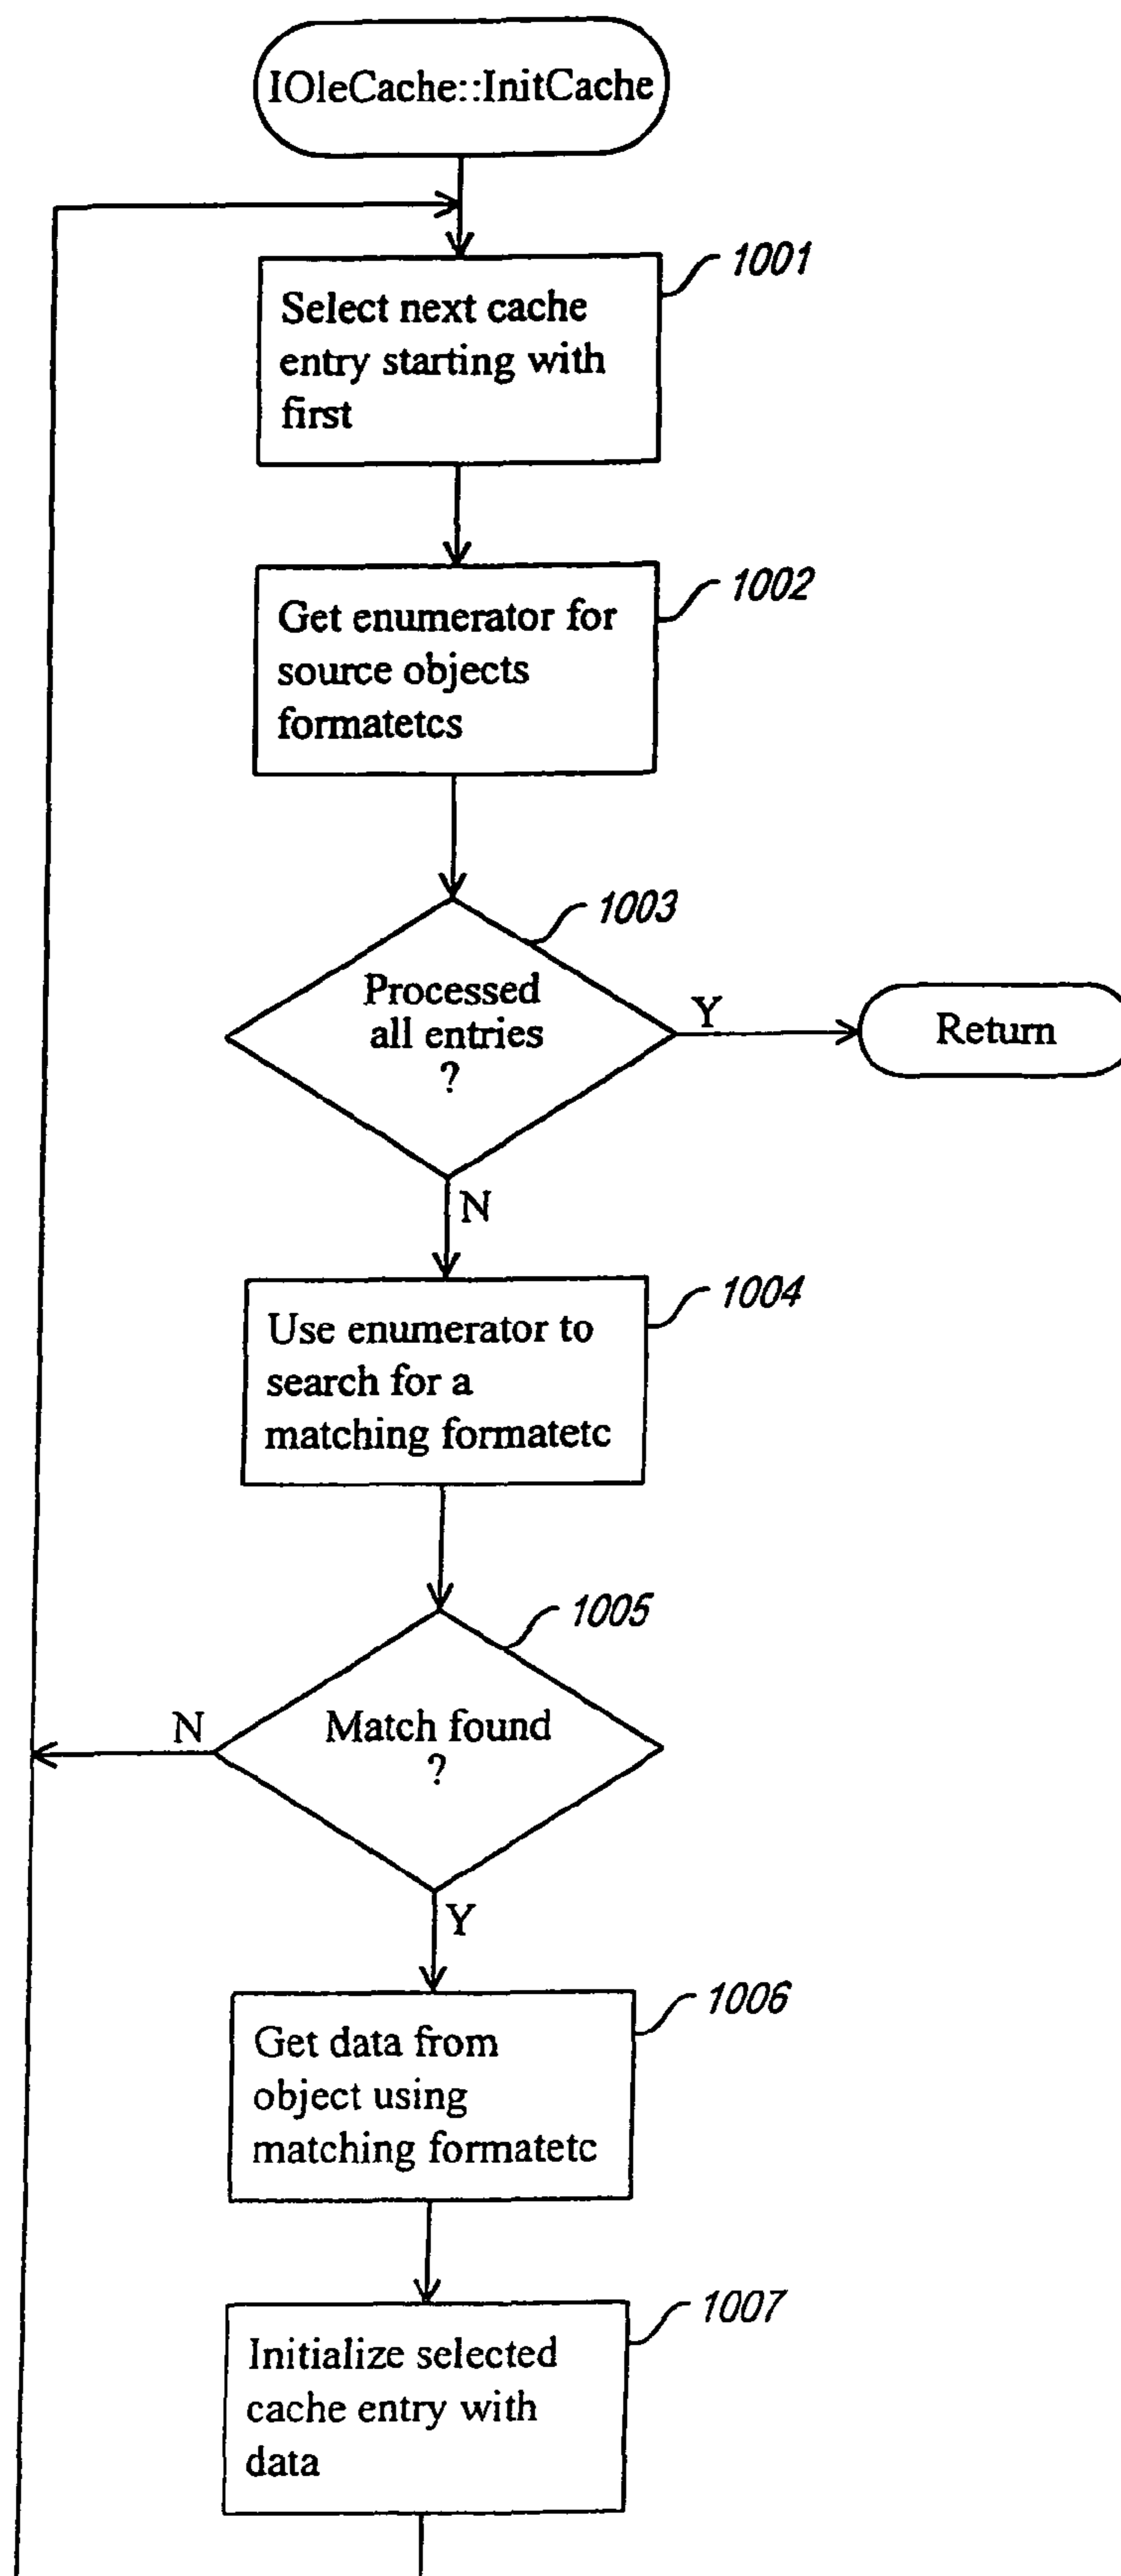 IOleCache::InitCache
1001
Select next cache
entry starting with
first
1002
Get enumerator for
source objects
formatetcs
1003
Processed
all entries
?
Y
Return
N
1004
Use enumerator to
search for a
matching formatetc
1005
Match found
?
N
Y
1006
Get data from
object using
matching formatetc
1007
Initialize selected
cache entry with
data